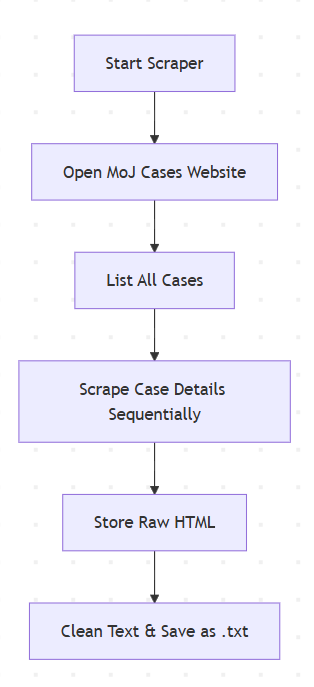 Start Scraper
Open MoJ Cases Website
List All Cases
Scrape Case Details
Sequentially
Store Raw HTML
Clean Text & Save as .txt